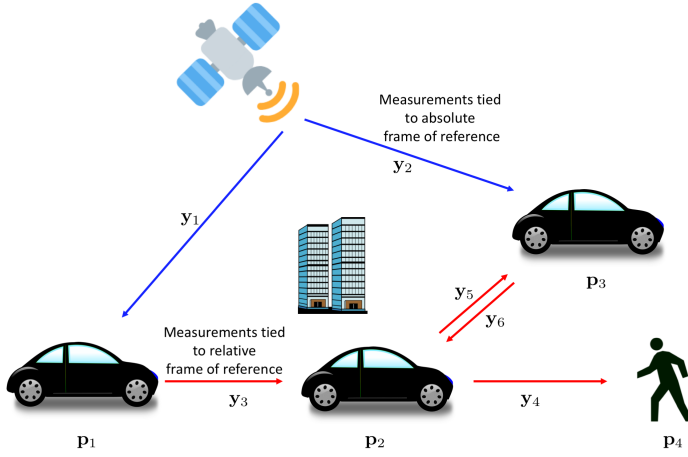 Measurements tied
to absolute
frame of reference
y₂
y₁
p₃
y₅
y₆
Measurements tied
to relative
frame of reference
y₃
y₄
p₁
p₂
p₄